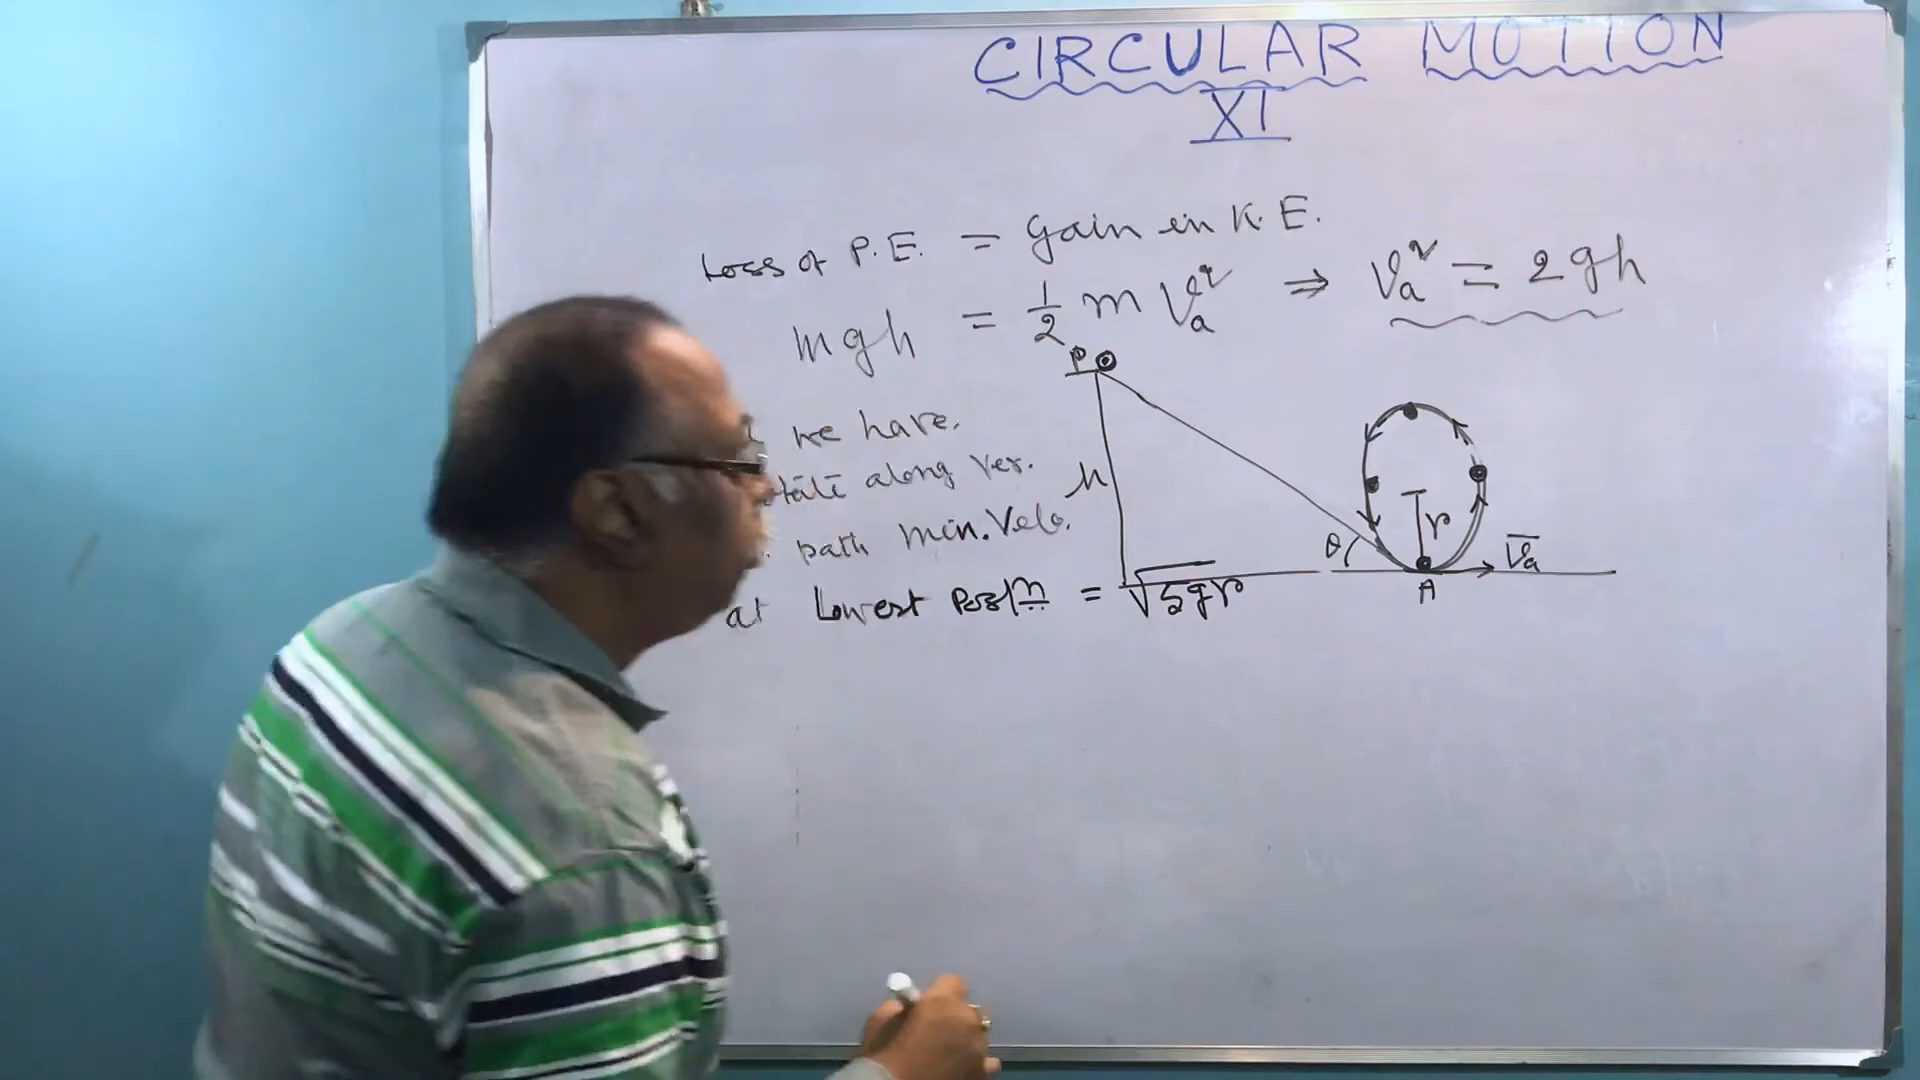 CIRCULAR MOTION
XI
Loss of P.E. = gain in K.E.
mgh = 1/2 m Va² ⇒ Va² = 2gh
P
we have.
along ver.
path min. Velo.
at Lowest Pos/n = √5gr
h
θ
r
A
Va